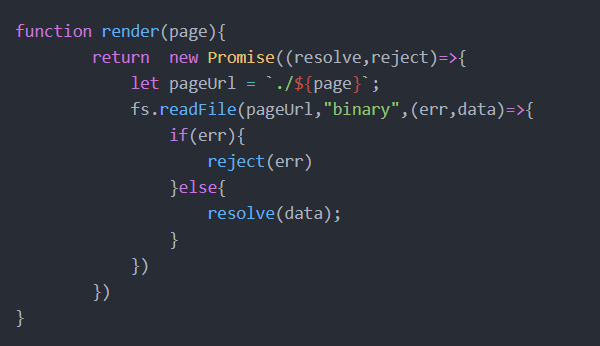 function render(page){
        return  new Promise((resolve,reject)=>{
            let pageUrl = `./${page}`;
            fs.readFile(pageUrl,"binary",(err,data)=>{
                if(err){
                    reject(err)
                }else{
                    resolve(data);
                }
            })
        })
}